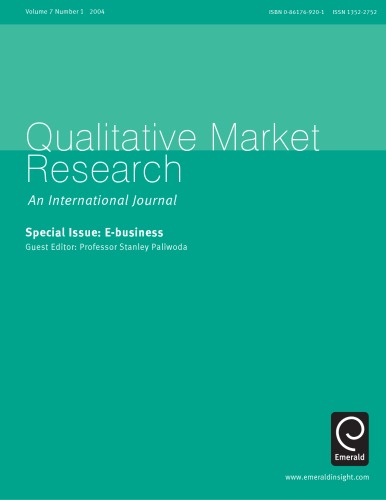 Volume 7 Number 1 2004
ISBN 0-86176-920-1 ISSN 1352-2752
Qualitative Market
Research
An International Journal
Special Issue: E-business
Guest Editor: Professor Stanley Paliwoda
Emerald
www.emeraldinsight.com